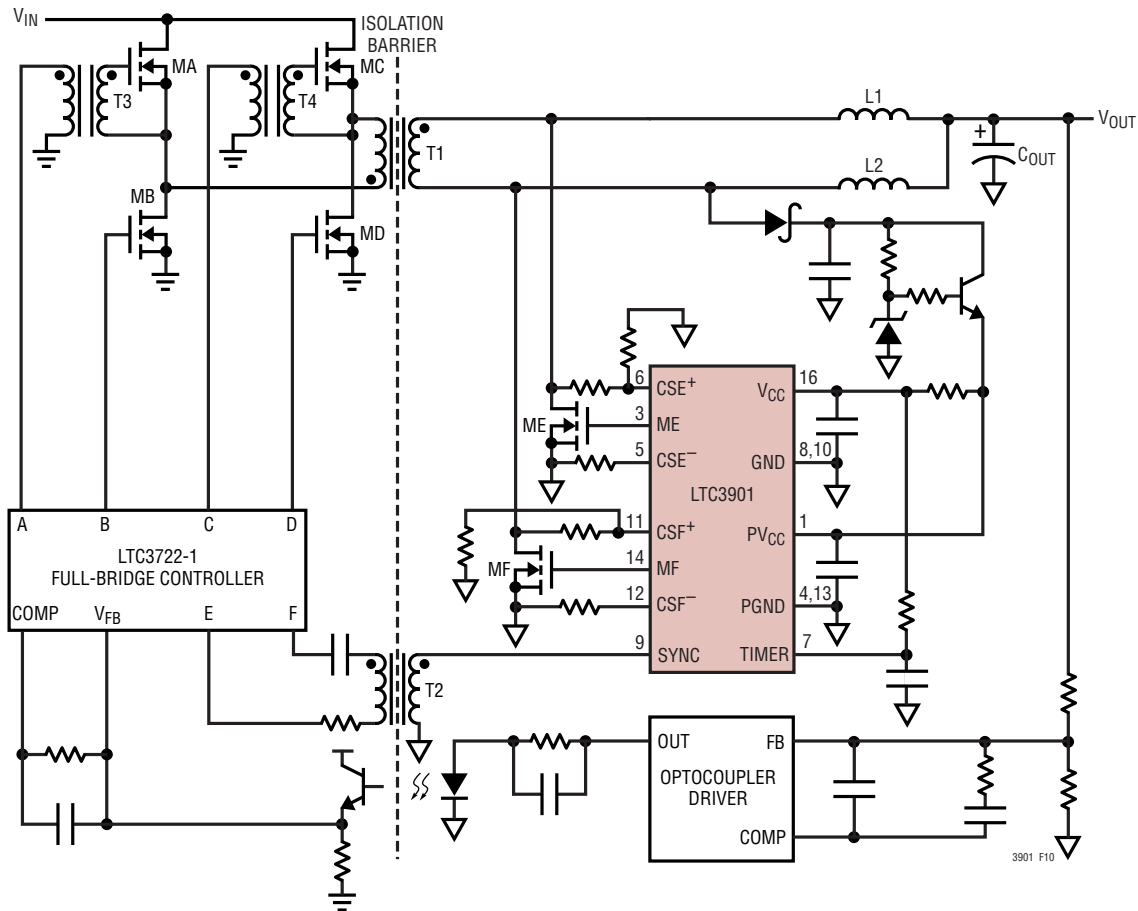 VIN
ISOLATION
BARRIER
MA
MC
T3
T4
L1
VOUT
T1
+
COUT
L2
MB
MD
6
CSE+
VCC
16
3
ME
ME
5
CSE−
GND
8,10
LTC3901
11
CSF+
PVCC
1
14
MF
MF
12
CSF−
PGND
4,13
9
SYNC
TIMER
7
A
B
C
D
LTC3722-1
FULL-BRIDGE CONTROLLER
COMP
VFB
E
F
T2
OUT
FB
OPTOCOUPLER
DRIVER
COMP
3901 F10